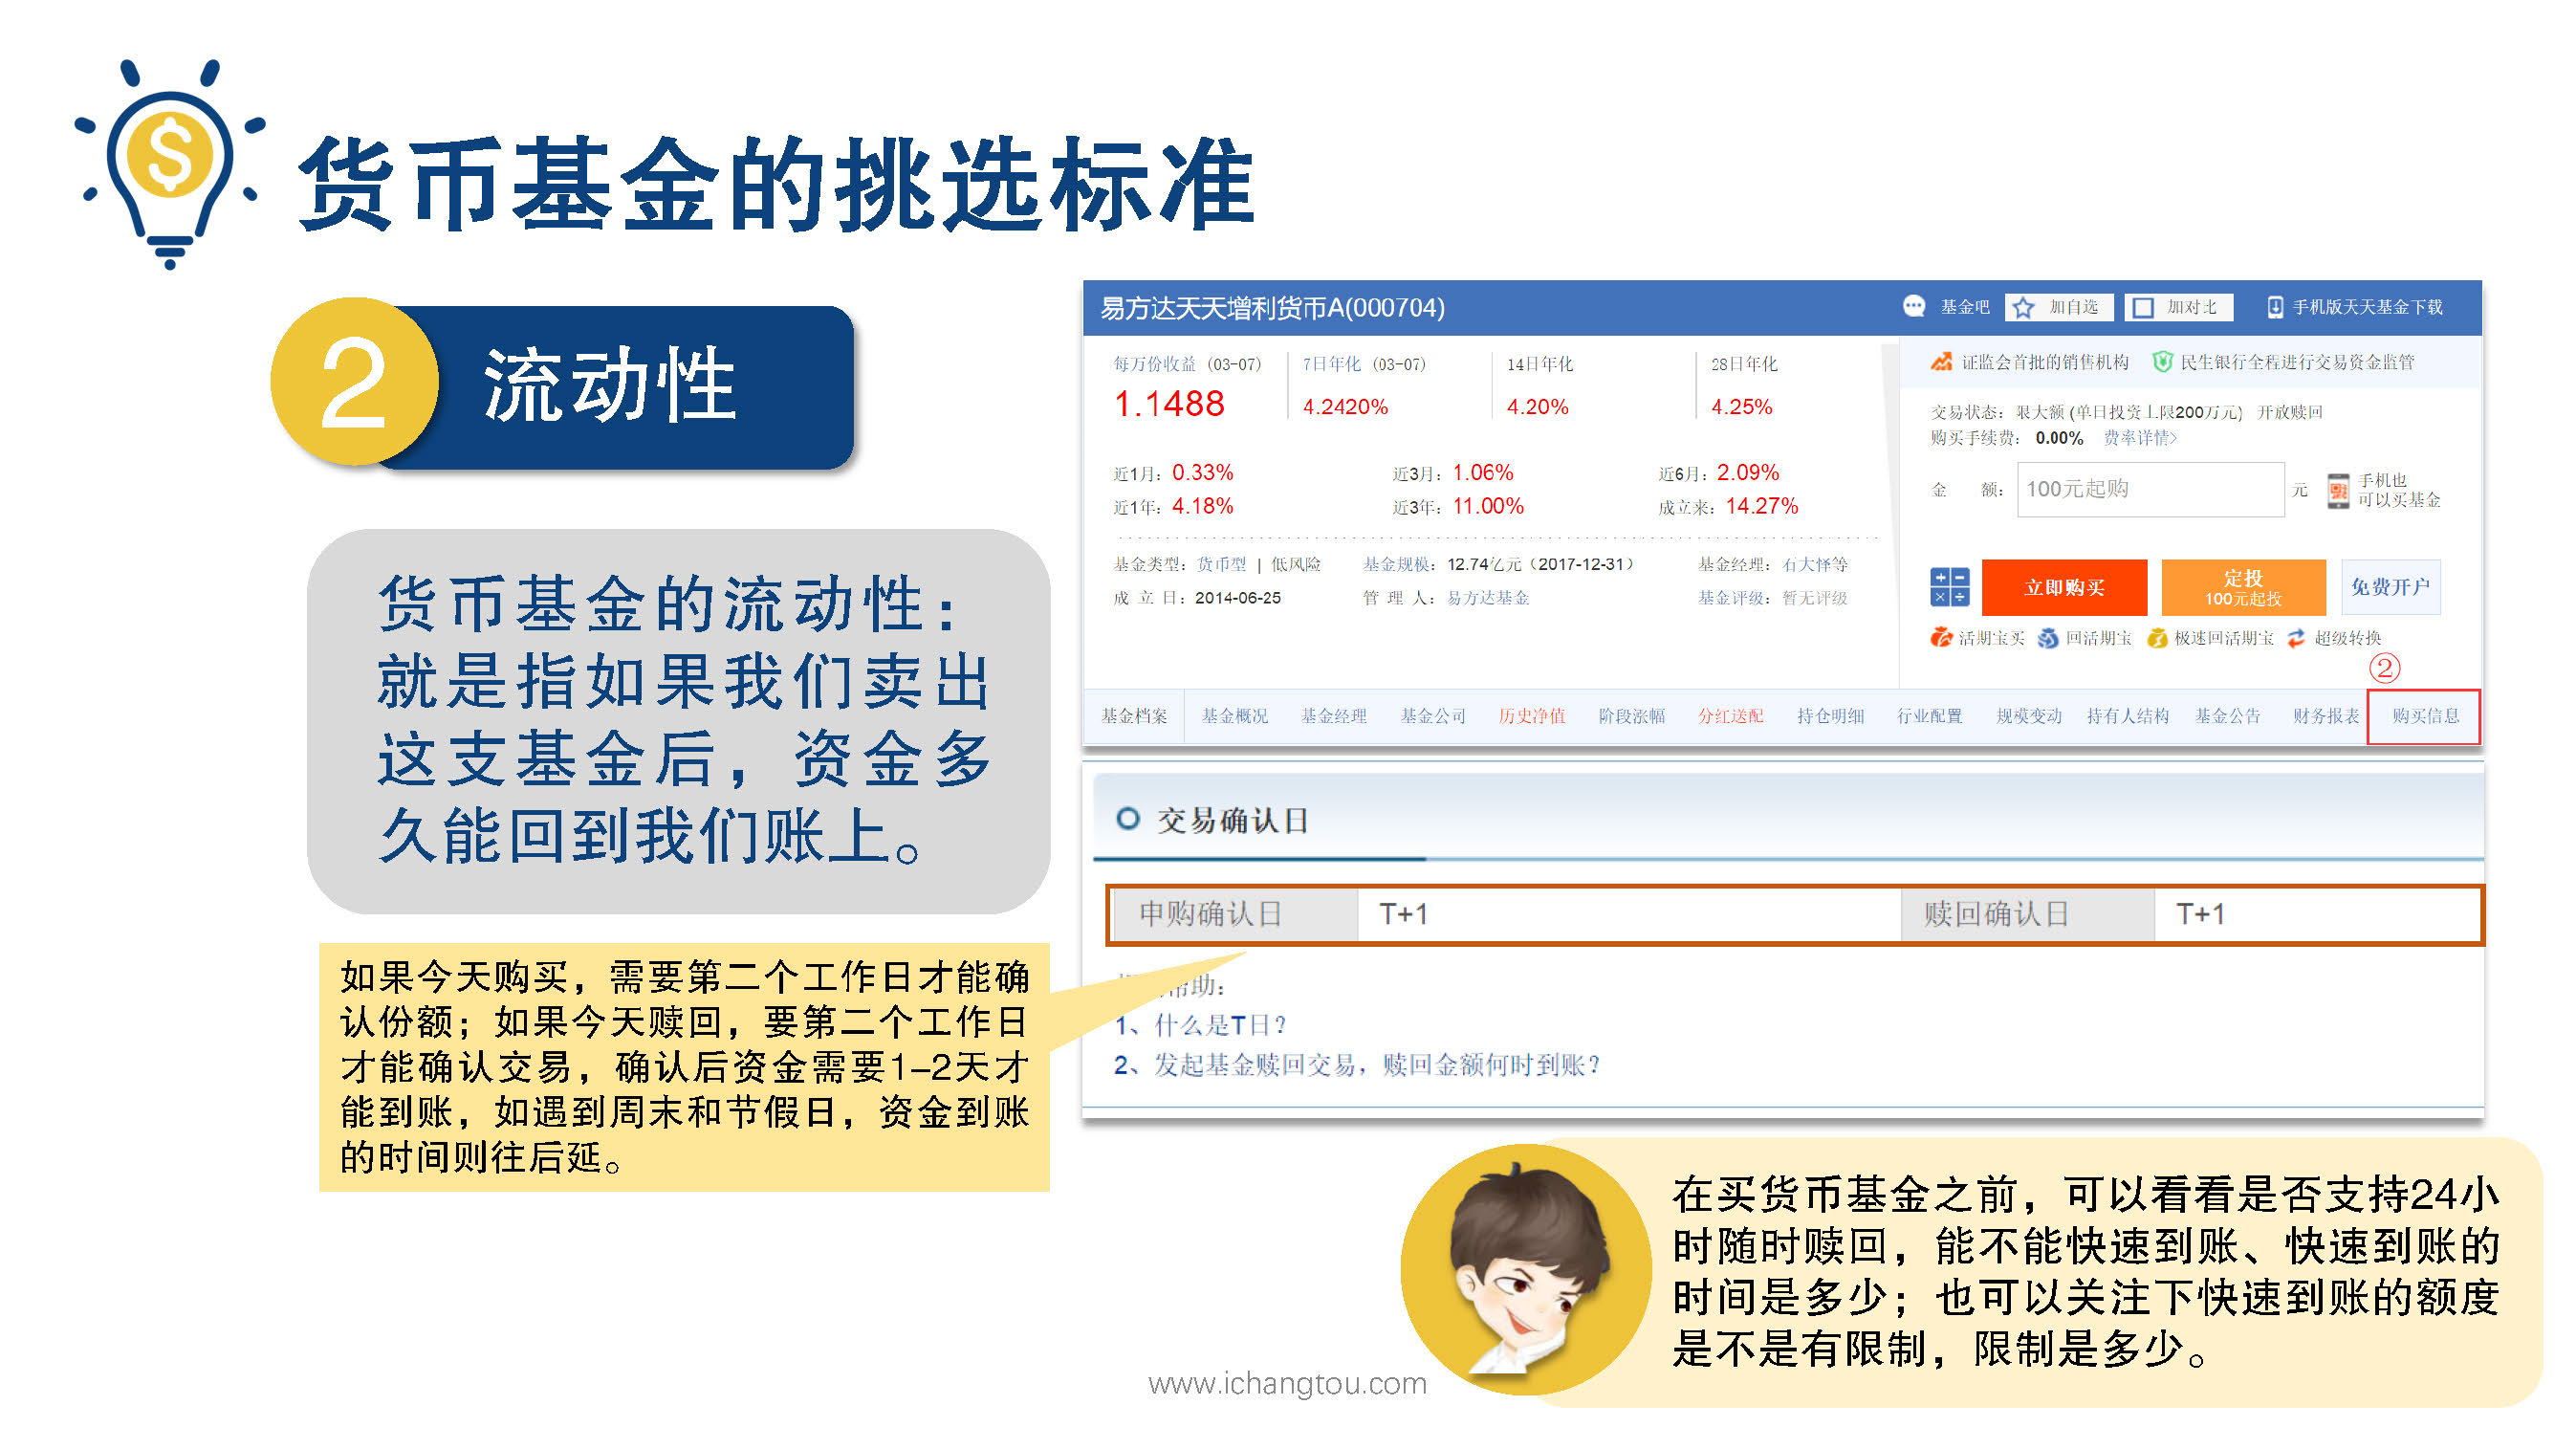 货币基金的挑选标准
2
流动性
货币基金的流动性：
就是指如果我们卖出
这支基金后，资金多
久能回到我们账上。
如果今天购买，需要第二个工作日才能确
认份额；如果今天赎回，要第二个工作日
才能确认交易，确认后资金需要1-2天才
能到账，如遇到周末和节假日，资金到账
的时间则往后延。
易方达天天增利货币A(000704)
基金吧 加自选 加对比 手机版天天基金下载
每万份收益 (03-07) 7日年化 (03-07) 14日年化 28日年化
1.1488 4.2420% 4.20% 4.25%
近1月：0.33% 近3月：1.06% 近6月：2.09%
近1年：4.18% 近3年：11.00% 成立来：14.27%
基金类型：货币型 | 低风险 基金规模：12.74亿元（2017-12-31） 基金经理：石大怿等
成 立 日：2014-06-25 管 理 人：易方达基金 基金评级：暂无评级
证监会首批的销售机构 民生银行全程进行交易资金监管
交易状态：限大额 (单日投资上限200万元) 开放赎回
购买手续费：0.00% 费率详情>
金 额： 100元起购 元 手机也
可以买基金
立即购买 定投 免费开户
100元起投
活期宝买 回活期宝 极速回活期宝 超级转换
②
基金档案 基金概况 基金经理 基金公司 历史净值 阶段涨幅 分红送配 持仓明细 行业配置 规模变动 持有人结构 基金公告 财务报表 购买信息
交易确认日
申购确认日 T+1 赎回确认日 T+1
帮助：
1、什么是T日？
2、发起基金赎回交易，赎回金额何时到账？
在买货币基金之前，可以看看是否支持24小
时随时赎回，能不能快速到账、快速到账的
时间是多少；也可以关注下快速到账的额度
是不是有限制，限制是多少。
www.ichangtou.com